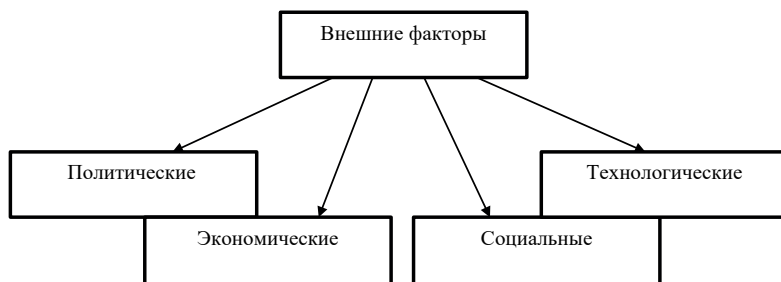 Внешние факторы
Политические
Технологические
Экономические
Социальные